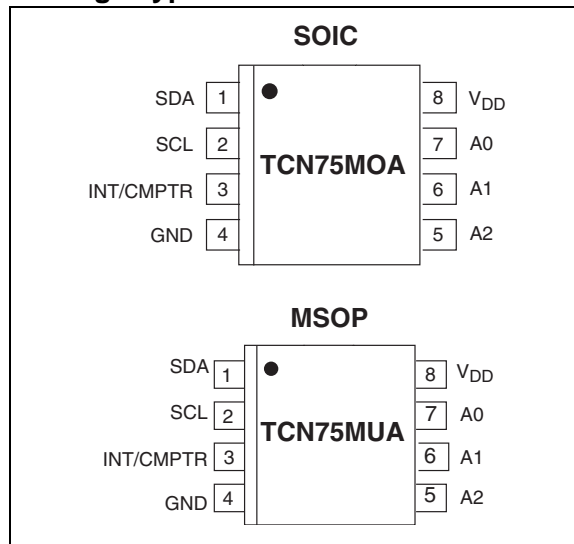 SOIC
SDA 1 8 VDD
SCL 2 7 A0
TCN75MOA
INT/CMPTR 3 6 A1
GND 4 5 A2
MSOP
SDA 1 8 VDD
SCL 2 7 A0
TCN75MUA
INT/CMPTR 3 6 A1
GND 4 5 A2